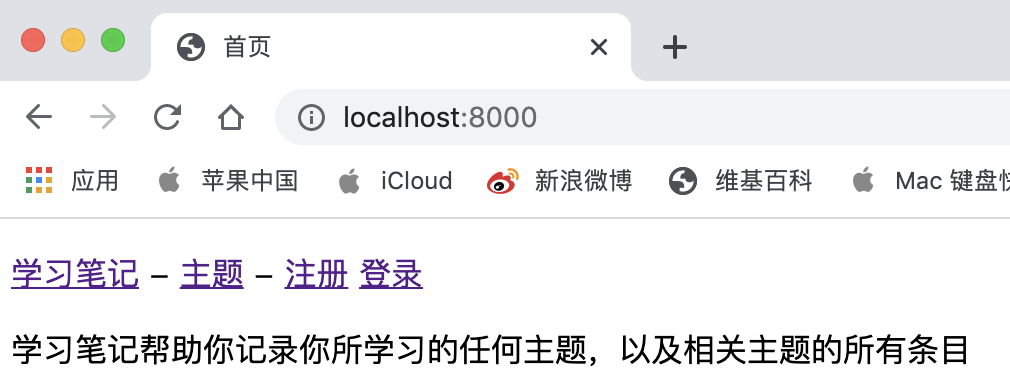 首页
localhost:8000
应用 苹果中国 iCloud 新浪微博 维基百科 Mac 键盘
学习笔记 – 主题 – 注册 登录
学习笔记帮助你记录你所学习的任何主题，以及相关主题的所有条目